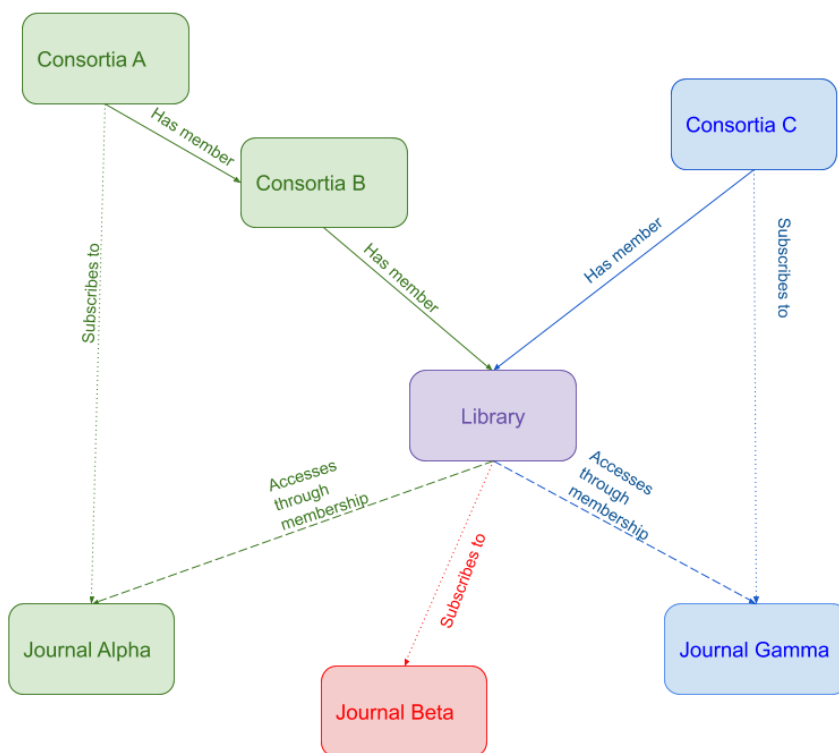 Consortia A
Has member
Consortia B
Consortia C
Subscribes to
Has member
Has member
Subscribes to
Library
Accesses
through
membership
Accesses
through
membership
Subscribes to
Journal Alpha
Journal Beta
Journal Gamma